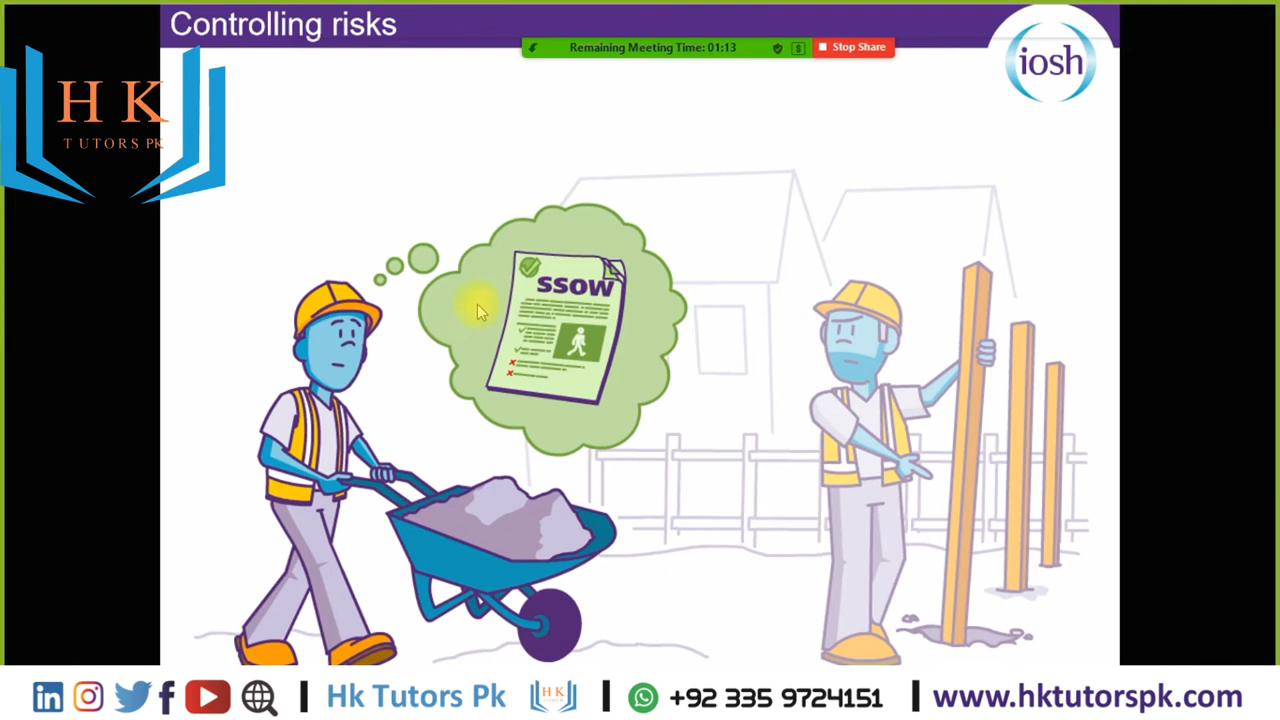 Controlling risks
Remaining Meeting Time: 01:13
Stop Share
iosh
H K
TUTORS PK
SSOW
Hk Tutors Pk
H K
+92 335 9724151
www.hktutorspk.com